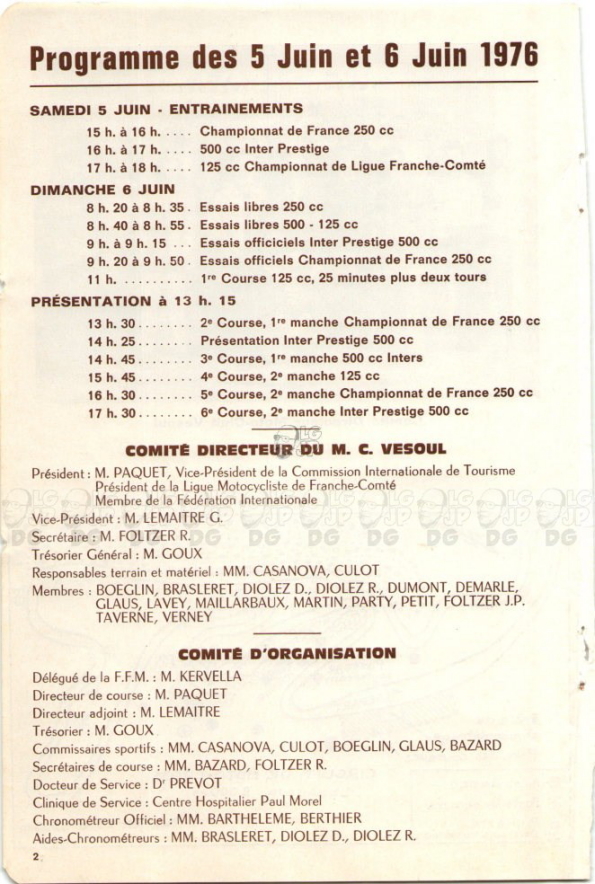 Programme des 5 Juin et 6 Juin 1976
SAMEDI 5 JUIN - ENTRAINEMENTS
15 h. à 16 h. .... Championnat de France 250 cc
16 h. à 17 h. .... 500 cc Inter Prestige
17 h. à 18 h. .... 125 cc Championnat de Ligue Franche-Comté
DIMANCHE 6 JUIN
8 h. 20 à 8 h. 35 . Essais libres 250 cc
8 h. 40 à 8 h. 55 . Essais libres 500 - 125 cc
9 h. à 9 h. 15 ... Essais officiciels Inter Prestige 500 cc
9 h. 20 à 9 h. 50 . Essais officiels Championnat de France 250 cc
11 h. ........... 1re Course 125 cc, 25 minutes plus deux tours
PRÉSENTATION à 13 h. 15
13 h. 30 ......... 2e Course, 1re manche Championnat de France 250 cc
14 h. 25 ......... Présentation Inter Prestige 500 cc
14 h. 45 ......... 3e Course, 1re manche 500 cc Inters
15 h. 45 ......... 4e Course, 2e manche 125 cc
16 h. 30 ......... 5e Course, 2e manche Championnat de France 250 cc
17 h. 30 ......... 6e Course, 2e manche Inter Prestige 500 cc
COMITÉ DIRECTEUR DU M. C. VESOUL
Président : M. PAQUET, Vice-Président de la Commission Internationale de Tourisme
Président de la Ligue Motocycliste de Franche-Comté
Membre de la Fédération Internationale
Vice-Président : M. LEMAITRE G.
Secrétaire : M. FOLTZER R.
Trésorier Général : M. GOUX
Responsables terrain et matériel : MM. CASANOVA, CULOT
Membres : BOEGLIN, BRASLERET, DIOLEZ D., DIOLEZ R., DUMONT, DEMARLE,
GLAUS, LAVEY, MAILLARBAUX, MARTIN, PARTY, PETIT, FOLTZER J.P.
TAVERNE, VERNEY
COMITÉ D'ORGANISATION
Délégué de la F.F.M. : M. KERVELLA
Directeur de course : M. PAQUET
Directeur adjoint : M. LEMAITRE
Trésorier : M. GOUX
Commissaires sportifs : MM. CASANOVA, CULOT, BOEGLIN, GLAUS, BAZARD
Secrétaires de course : MM. BAZARD, FOLTZER R.
Docteur de Service : Dr PREVOT
Clinique de Service : Centre Hospitalier Paul Morel
Chronométreur Officiel : MM. BARTHELEME, BERTHIER
Aides-Chronométreurs : MM. BRASLERET, DIOLEZ D., DIOLEZ R.
2